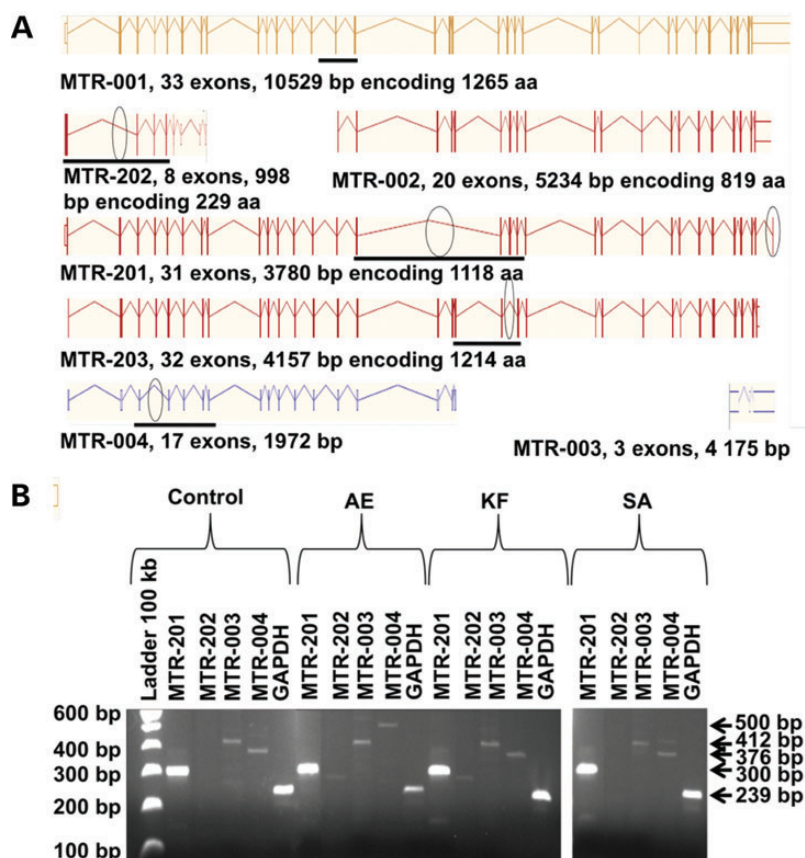 A
MTR-001, 33 exons, 10529 bp encoding 1265 aa
MTR-202, 8 exons, 998
bp encoding 229 aa
MTR-002, 20 exons, 5234 bp encoding 819 aa
MTR-201, 31 exons, 3780 bp encoding 1118 aa
MTR-203, 32 exons, 4157 bp encoding 1214 aa
MTR-004, 17 exons, 1972 bp
MTR-003, 3 exons, 4 175 bp
B
Control
AE
KF
SA
Ladder 100 kb
MTR-201
MTR-202
MTR-003
MTR-004
GAPDH
MTR-201
MTR-202
MTR-003
MTR-004
GAPDH
MTR-201
MTR-202
MTR-003
MTR-004
GAPDH
MTR-201
MTR-202
MTR-003
MTR-004
GAPDH
600 bp
400 bp
300 bp
200 bp
100 bp
500 bp
412 bp
376 bp
300 bp
239 bp